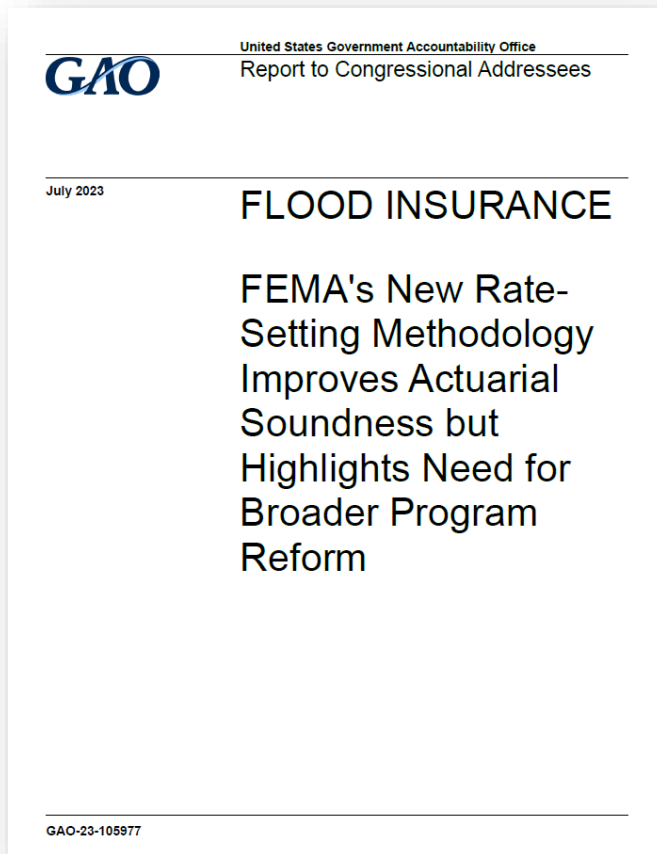 United States Government Accountability Office
GAO
Report to Congressional Addressees
July 2023
FLOOD INSURANCE
FEMA's New Rate-
Setting Methodology
Improves Actuarial
Soundness but
Highlights Need for
Broader Program
Reform
GAO-23-105977